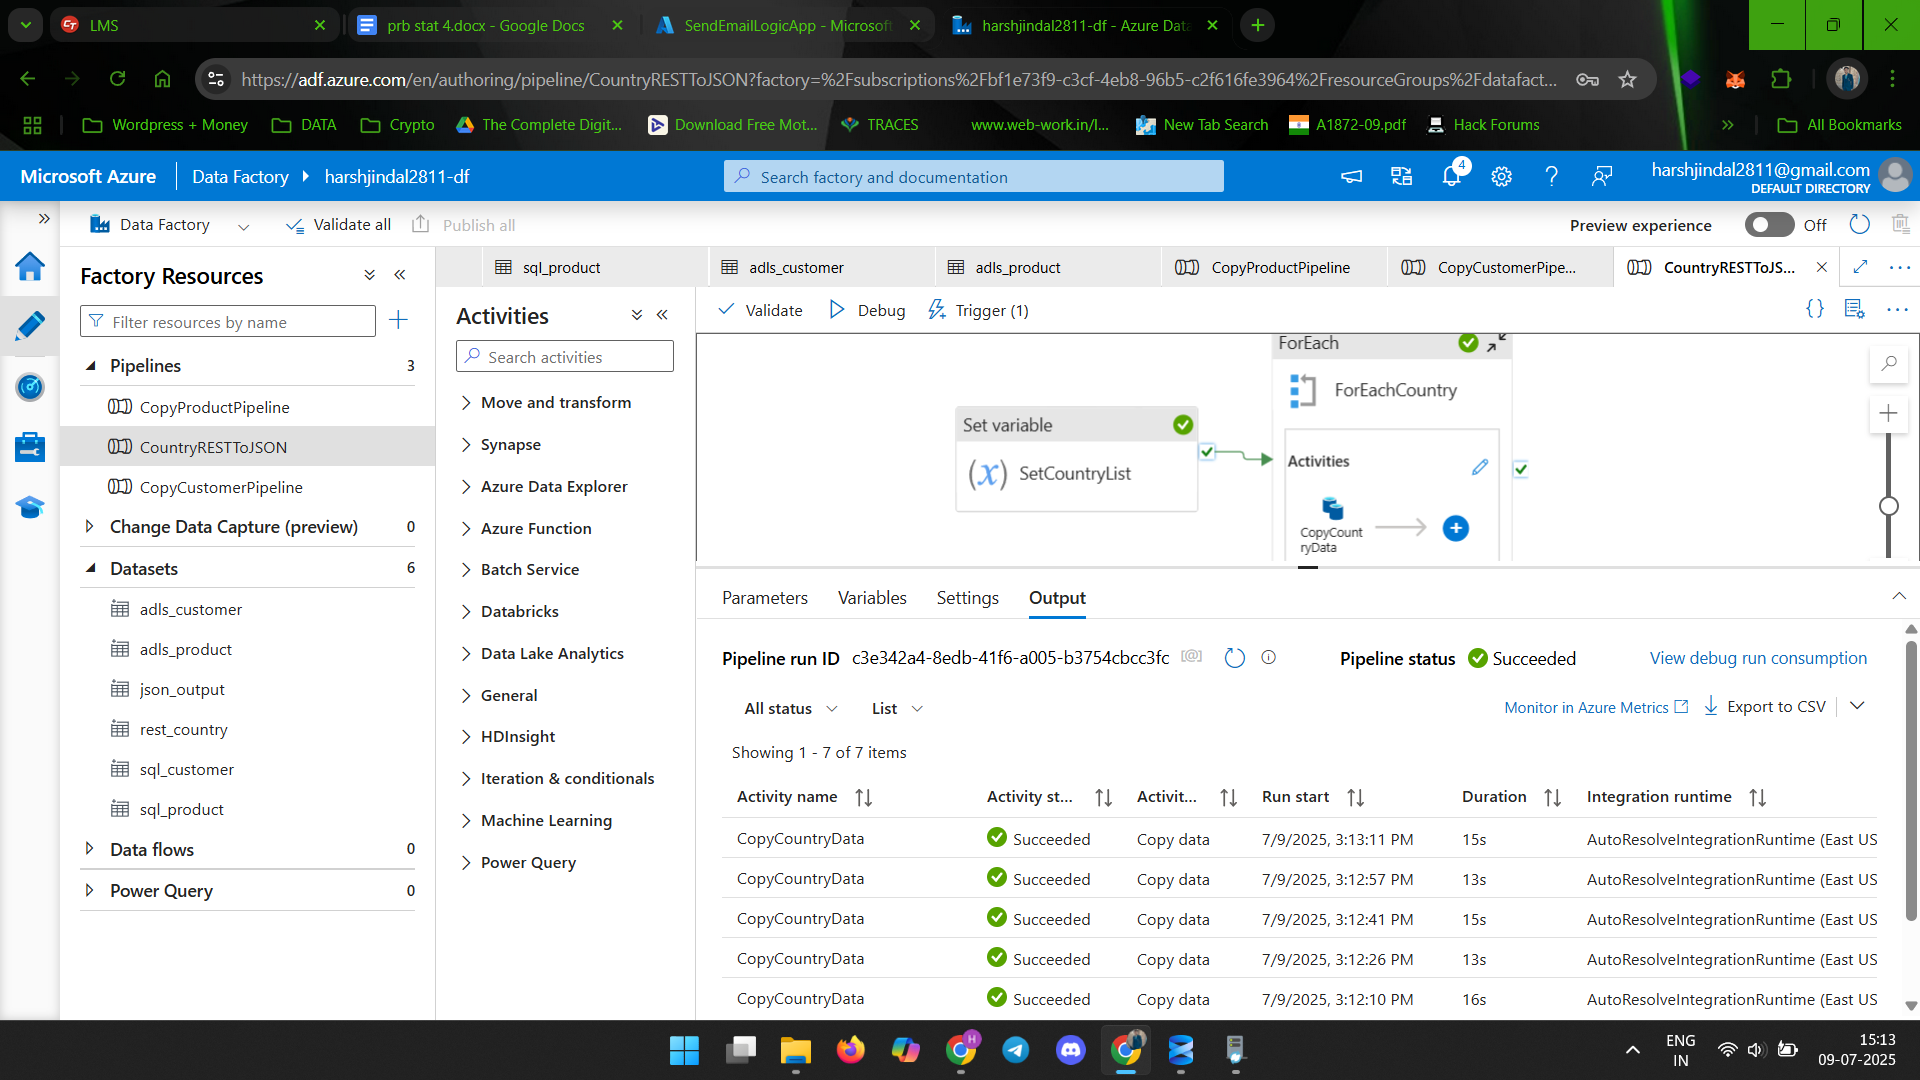 LMS
prb stat 4.docx - Google Docs
SendEmailLogicApp - Microsoft
harshjindal2811-df - Azure Data
https://adf.azure.com/en/authoring/pipeline/CountryRESTToJSON?factory=%2Fsubscriptions%2Fbf1e73f9-c3cf-4eb8-96b5-c2f616fe3964%2FresourceGroups%2Fdatafact...
Wordpress + Money
DATA
Crypto
The Complete Digit...
Download Free Mot...
TRACES
www.web-work.in/l...
New Tab Search
A1872-09.pdf
Hack Forums
All Bookmarks
Microsoft Azure
Data Factory
harshjindal2811-df
Search factory and documentation
4
harshjindal2811@gmail.com
DEFAULT DIRECTORY
Data Factory
Validate all
Publish all
Preview experience
Off
Factory Resources
Filter resources by name
Pipelines 3
CopyProductPipeline
CountryRESTToJSON
CopyCustomerPipeline
Change Data Capture (preview) 0
Datasets 6
adls_customer
adls_product
json_output
rest_country
sql_customer
sql_product
Data flows 0
Power Query 0
sql_product
adls_customer
adls_product
CopyProductPipeline
CopyCustomerPipe...
CountryRESTToJS...
Activities
Search activities
Move and transform
Synapse
Azure Data Explorer
Azure Function
Batch Service
Databricks
Data Lake Analytics
General
HDInsight
Iteration & conditionals
Machine Learning
Power Query
Validate
Debug
Trigger (1)
Set variable
(x) SetCountryList
ForEach
ForEachCountry
Activities
CopyCount
ryData
Parameters
Variables
Settings
Output
Pipeline run ID c3e342a4-8edb-41f6-a005-b3754cbcc3fc
Pipeline status Succeeded
View debug run consumption
All status
List
Monitor in Azure Metrics
Export to CSV
Showing 1 - 7 of 7 items
Activity name Activity st... Activit... Run start Duration Integration runtime
CopyCountryData Succeeded Copy data 7/9/2025, 3:13:11 PM 15s AutoResolveIntegrationRuntime (East US
CopyCountryData Succeeded Copy data 7/9/2025, 3:12:57 PM 13s AutoResolveIntegrationRuntime (East US
CopyCountryData Succeeded Copy data 7/9/2025, 3:12:41 PM 15s AutoResolveIntegrationRuntime (East US
CopyCountryData Succeeded Copy data 7/9/2025, 3:12:26 PM 13s AutoResolveIntegrationRuntime (East US
CopyCountryData Succeeded Copy data 7/9/2025, 3:12:10 PM 16s AutoResolveIntegrationRuntime (East US
H
ENG
IN
15:13
09-07-2025